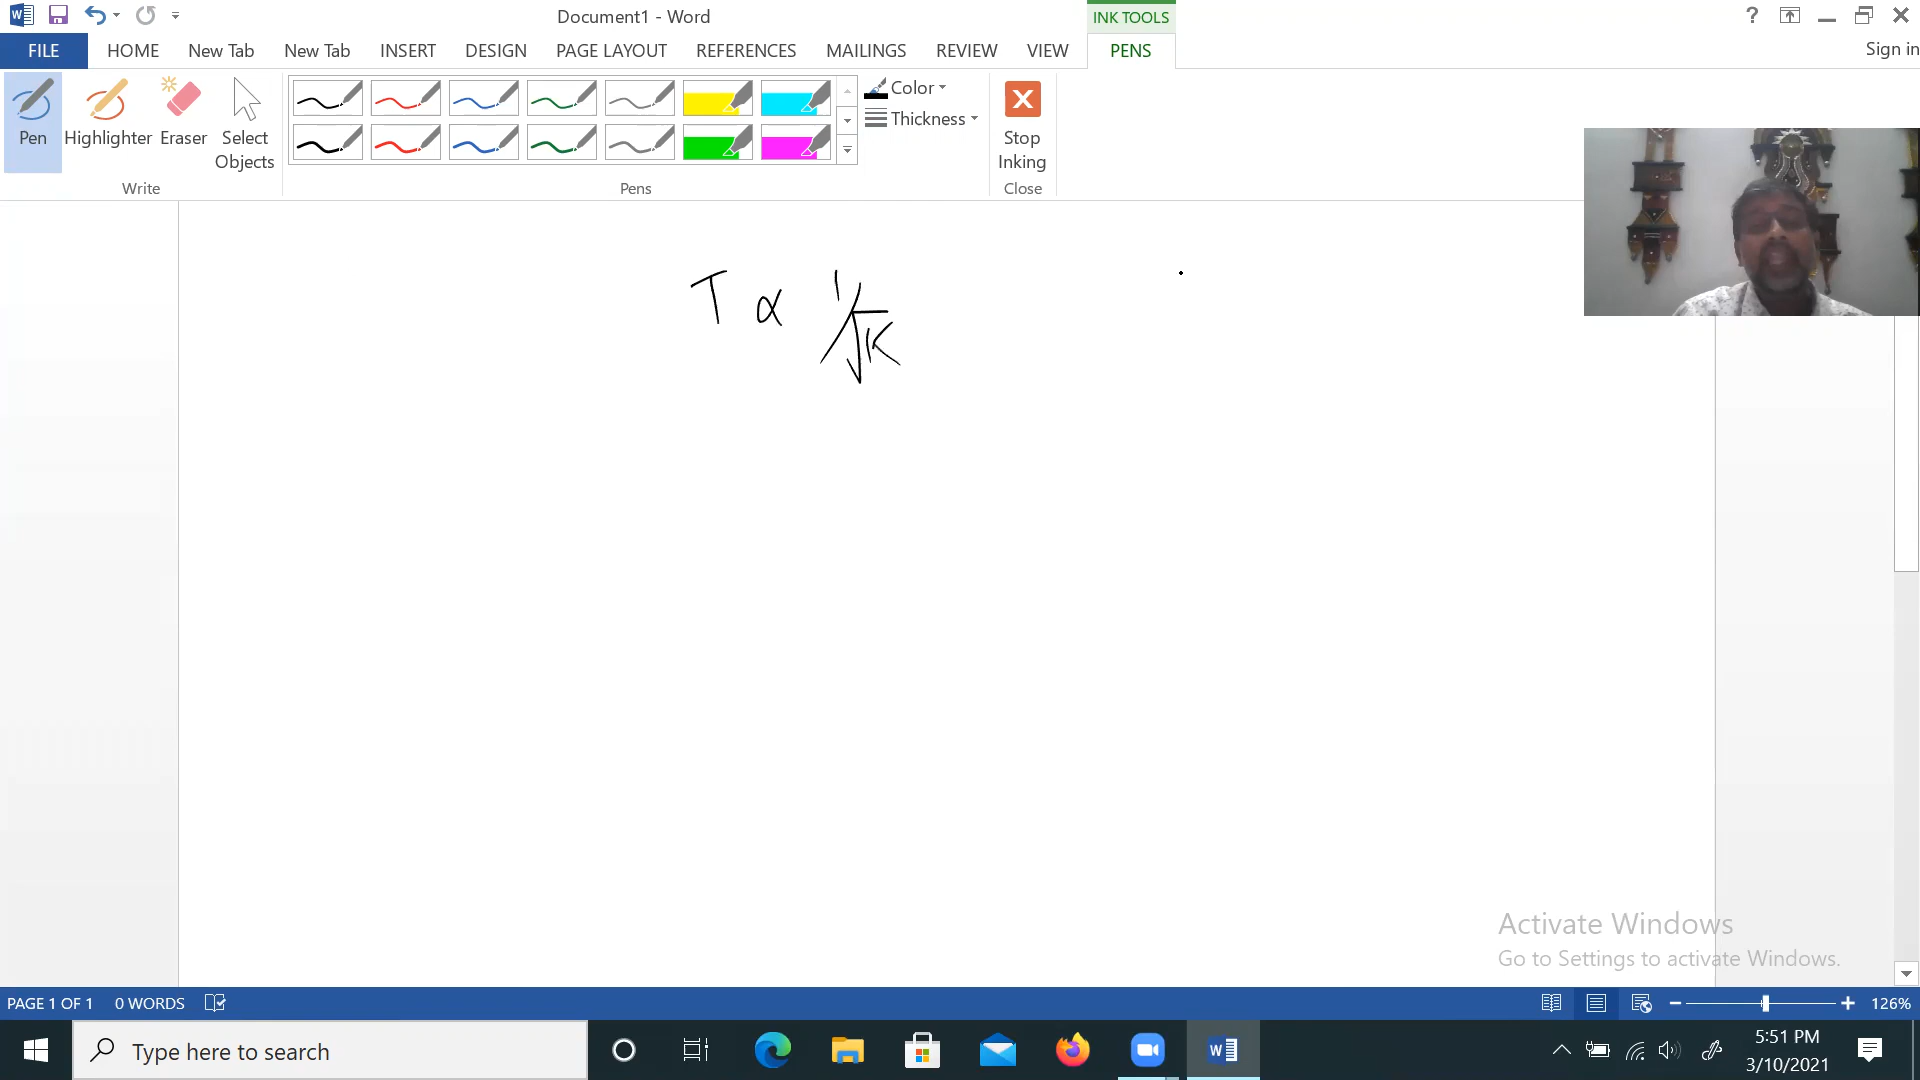 Document1 - Word
INK TOOLS
FILE
HOME
New Tab
New Tab
INSERT
DESIGN
PAGE LAYOUT
REFERENCES
MAILINGS
REVIEW
VIEW
PENS
Sign in
Pen
Highlighter
Eraser
Select
Objects
Color
Thickness
Stop
Inking
Write
Pens
Close
T ∝ 1/√K
Activate Windows
Go to Settings to activate Windows.
PAGE 1 OF 1
0 WORDS
126%
Type here to search
5:51 PM
3/10/2021